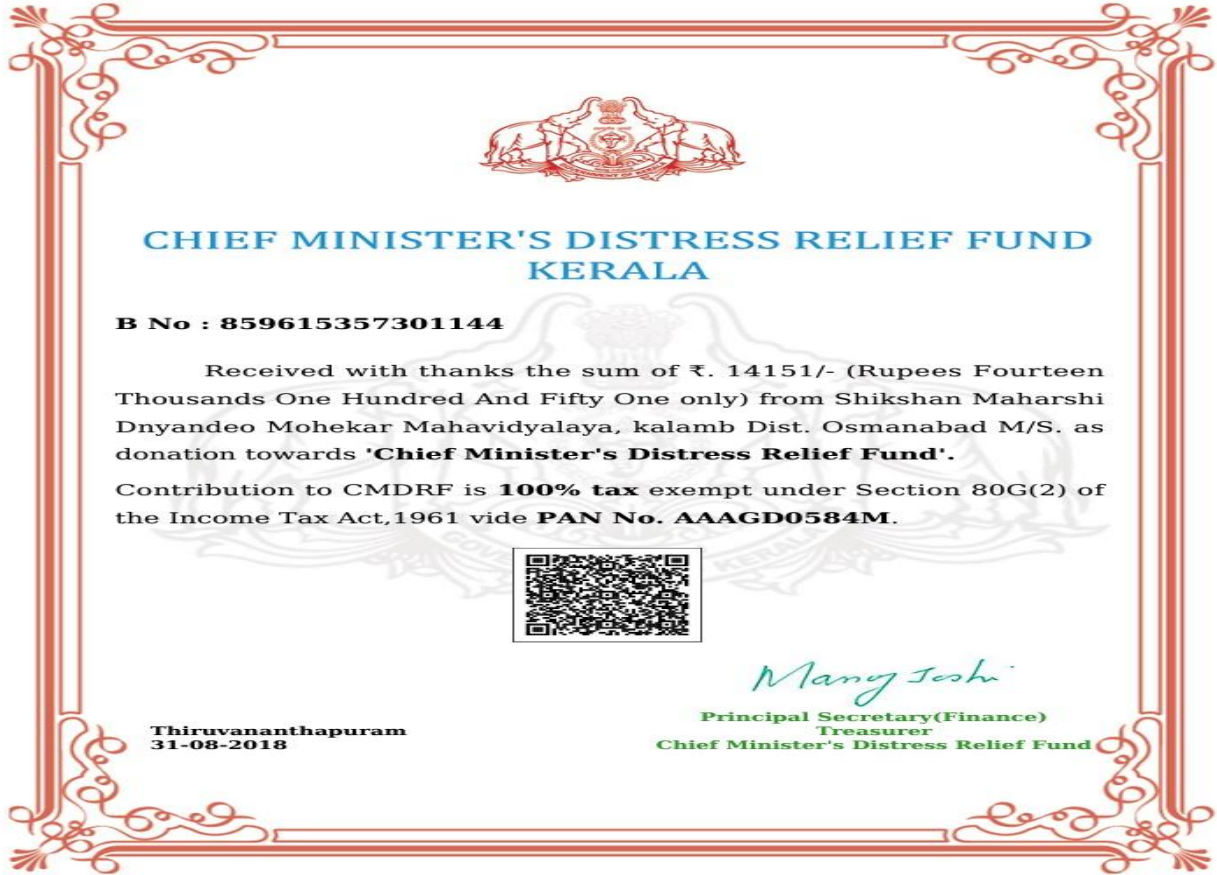 GOVERNMENT OF KERALA
CHIEF MINISTER'S DISTRESS RELIEF FUND
KERALA
B No : 859615357301144
Received with thanks the sum of ₹. 14151/- (Rupees Fourteen
Thousands One Hundred And Fifty One only) from Shikshan Maharshi
Dnyandeo Mohekar Mahavidyalaya, kalamb Dist. Osmanabad M/S. as
donation towards 'Chief Minister's Distress Relief Fund'.
Contribution to CMDRF is 100% tax exempt under Section 80G(2) of
the Income Tax Act,1961 vide PAN No. AAAGD0584M.
Manoj Joshi
Thiruvananthapuram
31-08-2018
Principal Secretary(Finance)
Treasurer
Chief Minister's Distress Relief Fund